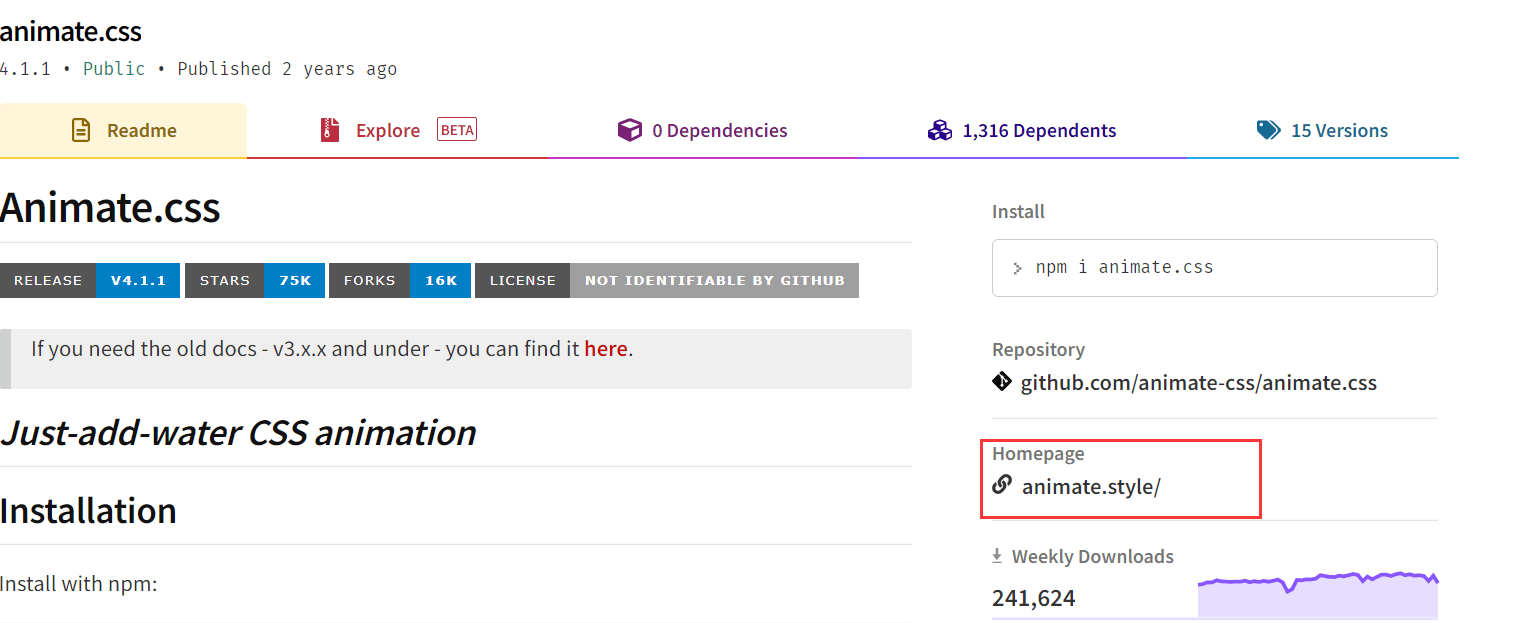 animate.css
4.1.1 • Public • Published 2 years ago
Readme
Explore BETA
0 Dependencies
1,316 Dependents
15 Versions
Animate.css
RELEASE V4.1.1 STARS 75K FORKS 16K LICENSE NOT IDENTIFIABLE BY GITHUB
If you need the old docs - v3.x.x and under - you can find it here.
Just-add-water CSS animation
Installation
Install with npm:
Install
> npm i animate.css
Repository
github.com/animate-css/animate.css
Homepage
animate.style/
Weekly Downloads
241,624